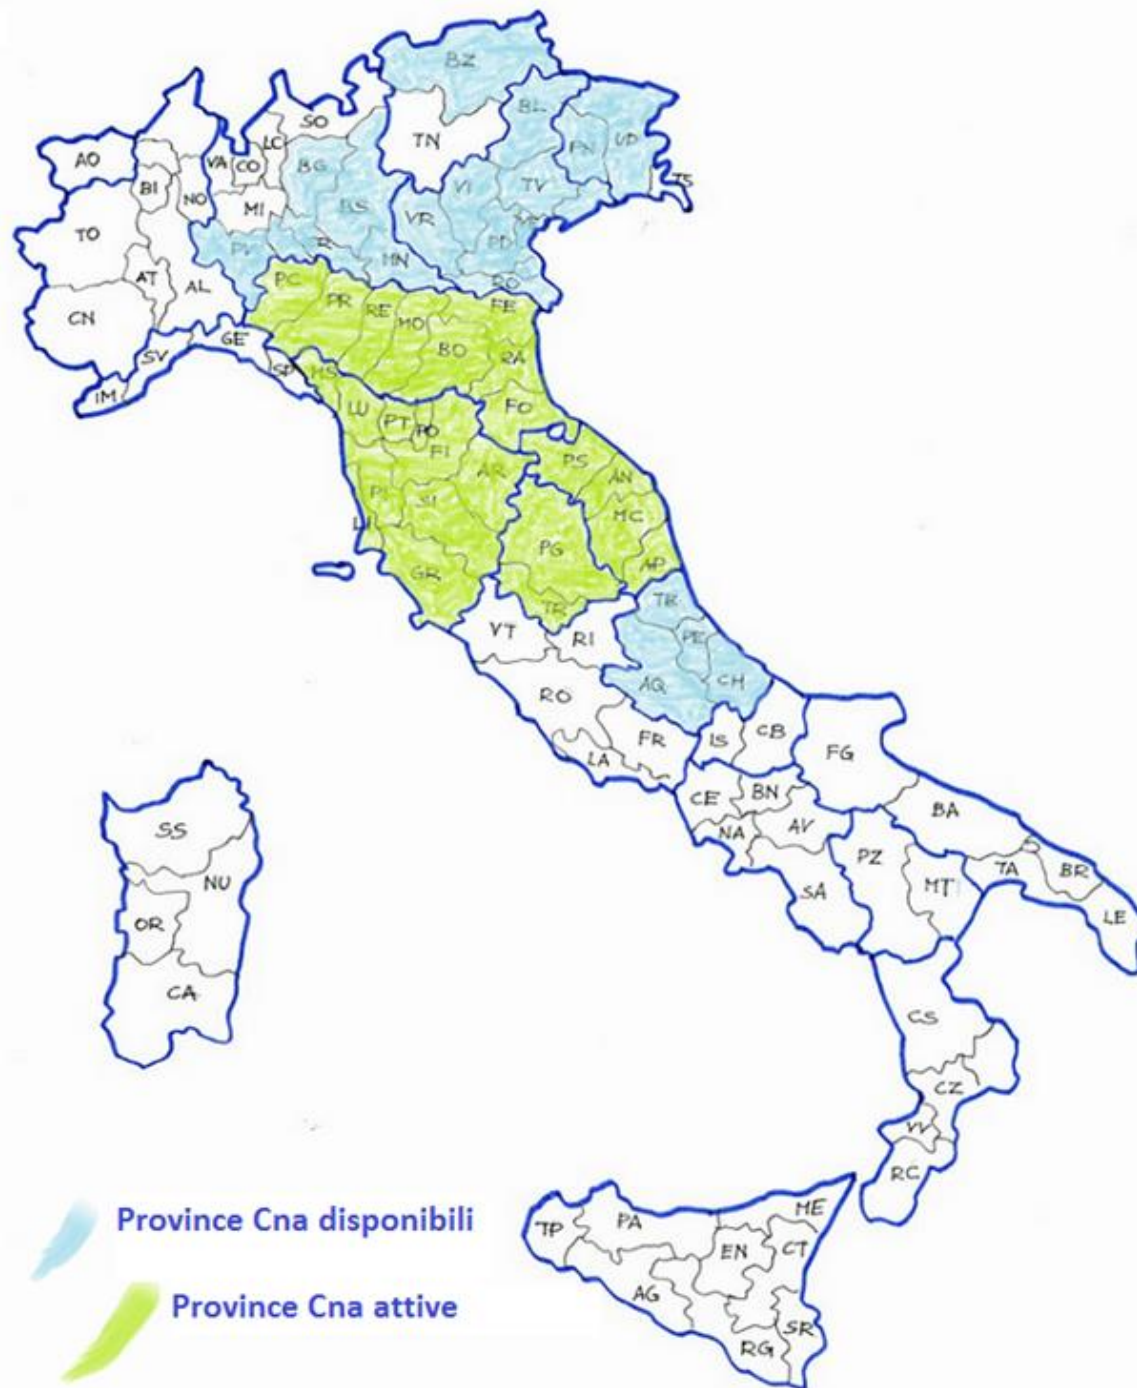 BZ
SO
TN
BL
PN
UD
TS
AO
VA
CO
LC
BG
BI
NO
MI
BS
VI
TV
VR
PD
TO
PV
MN
RO
AT
AL
PC
CN
PR
RE
MO
FE
BO
RA
GE
SV
SP
MS
IM
LU
PT
PO
FO
FI
PS
AR
AN
PI
SI
LI
MC
PG
AP
GR
TR
TE
VT
RI
PE
AQ
CH
RO
FR
IS
CB
LA
FG
CE
BN
BA
NA
AV
SS
PZ
NU
MT
TA
BR
SA
OR
LE
CA
CS
CZ
VV
RC
Province Cna disponibili
TP
PA
ME
EN
CT
Province Cna attive
AG
SR
RG